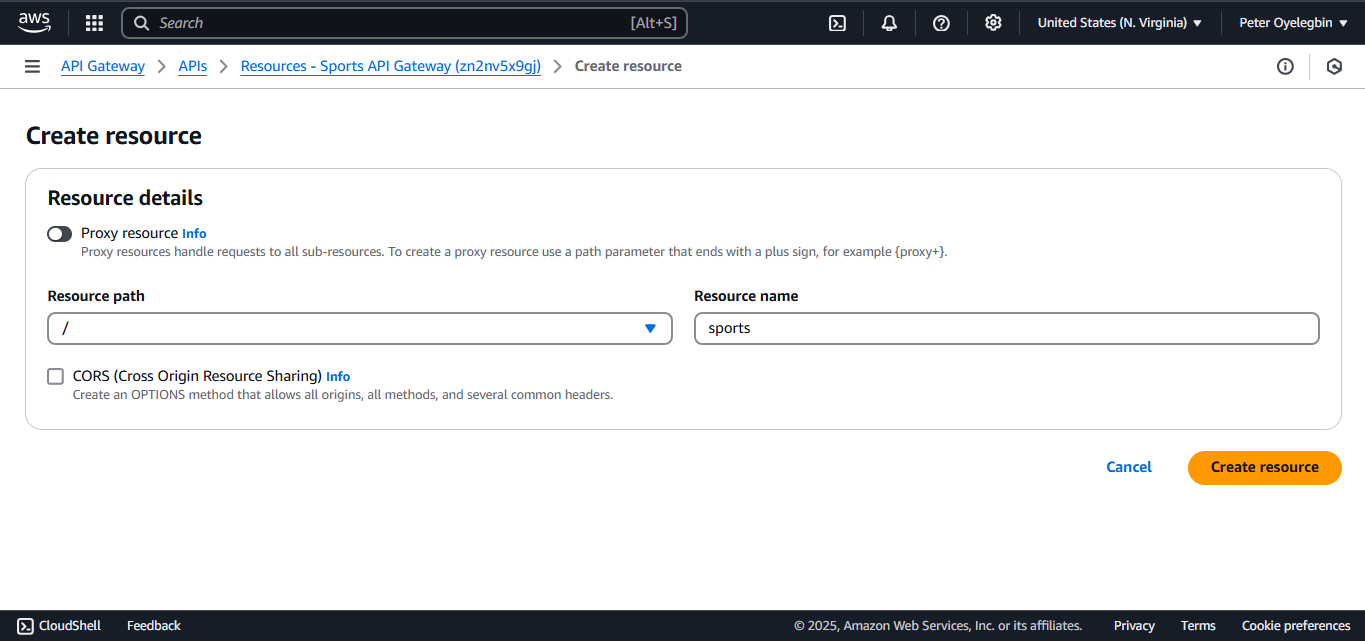 aws Search [Alt+S] United States (N. Virginia) Peter Oyelegbin
API Gateway APIs Resources - Sports API Gateway (zn2nv5x9gj) Create resource
Create resource
Resource details
Proxy resource Info
Proxy resources handle requests to all sub-resources. To create a proxy resource use a path parameter that ends with a plus sign, for example {proxy+}.
Resource path Resource name
/ sports
CORS (Cross Origin Resource Sharing) Info
Create an OPTIONS method that allows all origins, all methods, and several common headers.
Cancel Create resource
CloudShell Feedback © 2025, Amazon Web Services, Inc. or its affiliates. Privacy Terms Cookie preferences